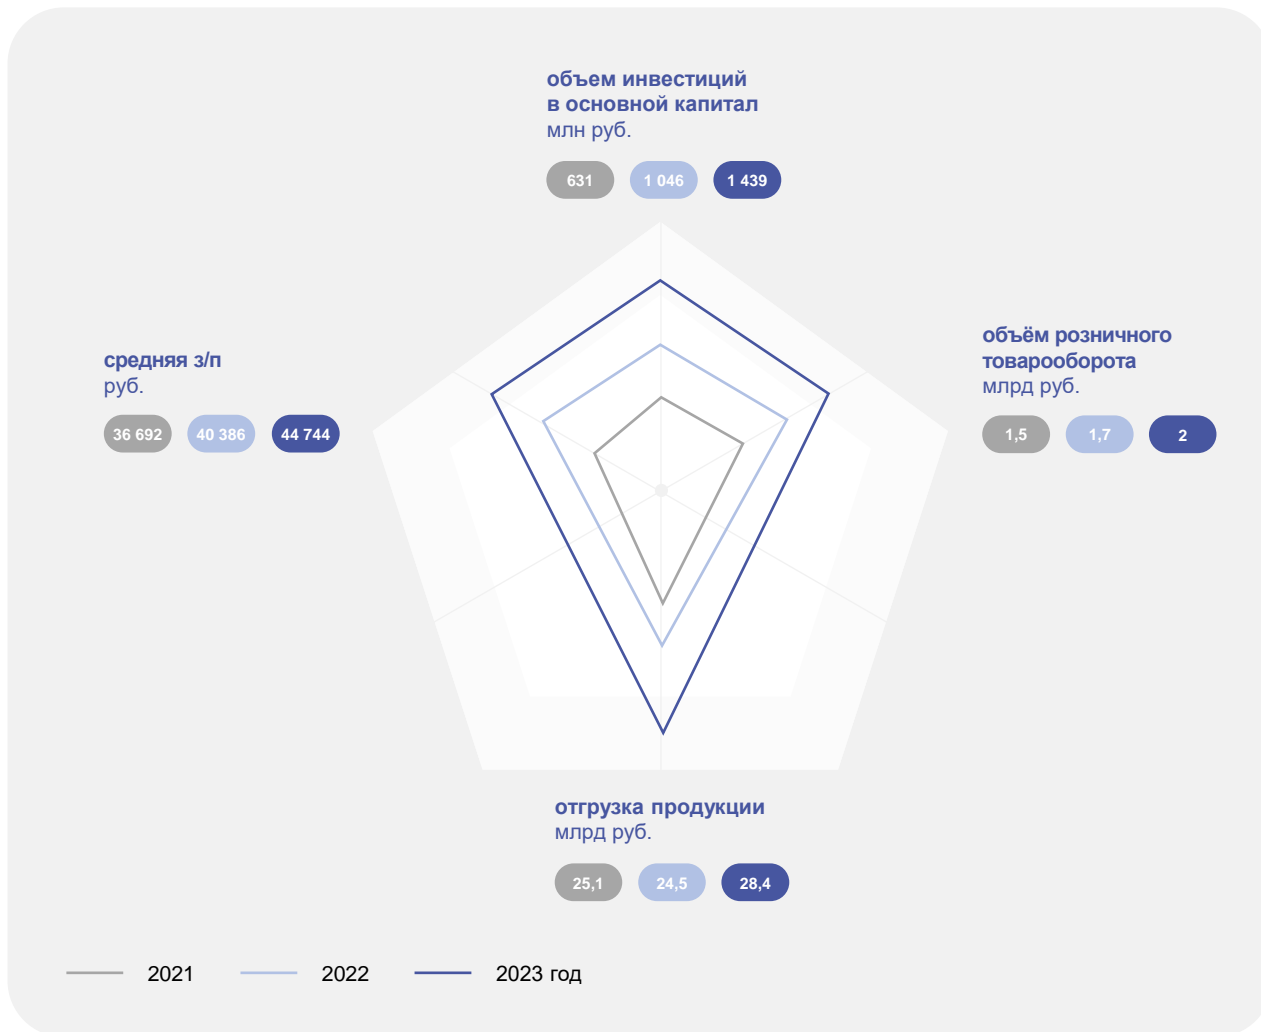 объем инвестиций
в основной капитал
млн руб.
631 1 046 1 439
средняя з/п
руб.
36 692 40 386 44 744
объём розничного
товарооборота
млрд руб.
1,5 1,7 2
отгрузка продукции
млрд руб.
25,1 24,5 28,4
2021 2022 2023 год